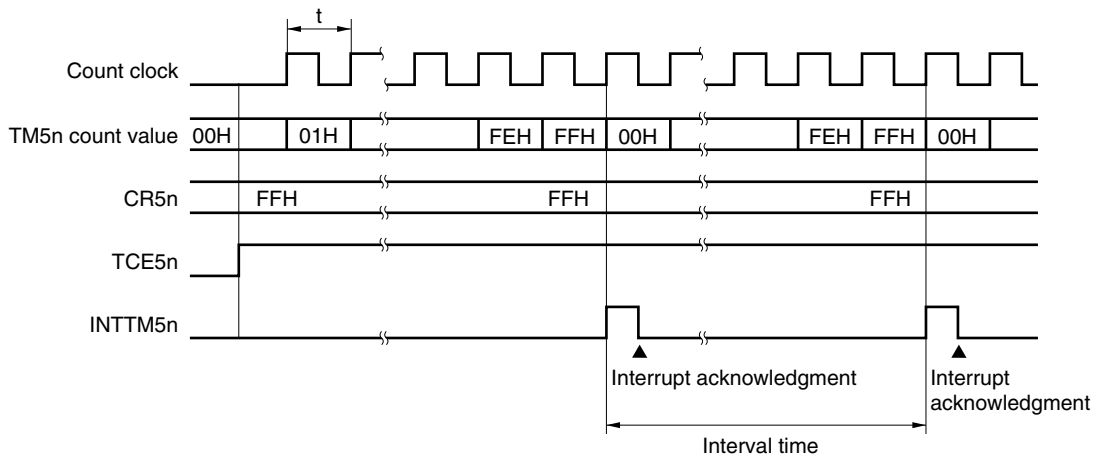 t
Count clock
TM5n count value 00H 01H FEH FFH 00H FEH FFH 00H
CR5n FFH FFH FFH
TCE5n
INTTM5n
Interrupt acknowledgment Interrupt
acknowledgment
Interval time